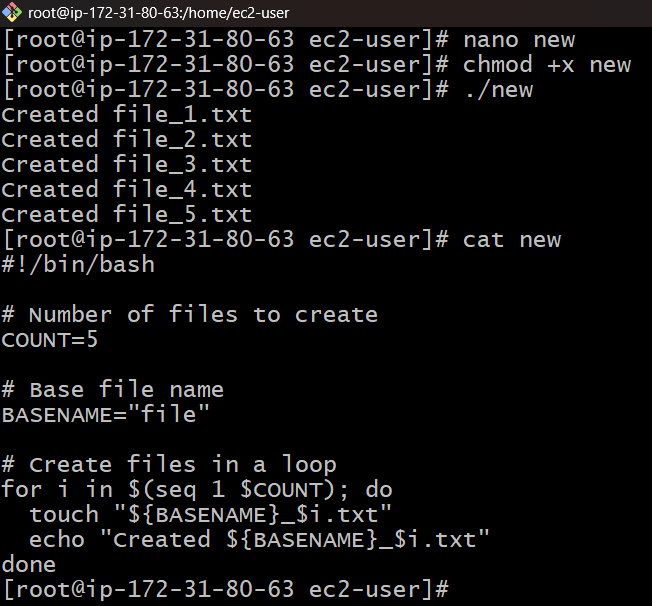 root@ip-172-31-80-63:/home/ec2-user
[root@ip-172-31-80-63 ec2-user]# nano new
[root@ip-172-31-80-63 ec2-user]# chmod +x new
[root@ip-172-31-80-63 ec2-user]# ./new
Created file_1.txt
Created file_2.txt
Created file_3.txt
Created file_4.txt
Created file_5.txt
[root@ip-172-31-80-63 ec2-user]# cat new
#!/bin/bash

# Number of files to create
COUNT=5

# Base file name
BASENAME="file"

# Create files in a loop
for i in $(seq 1 $COUNT); do
  touch "${BASENAME}_$i.txt"
  echo "Created ${BASENAME}_$i.txt"
done
[root@ip-172-31-80-63 ec2-user]#